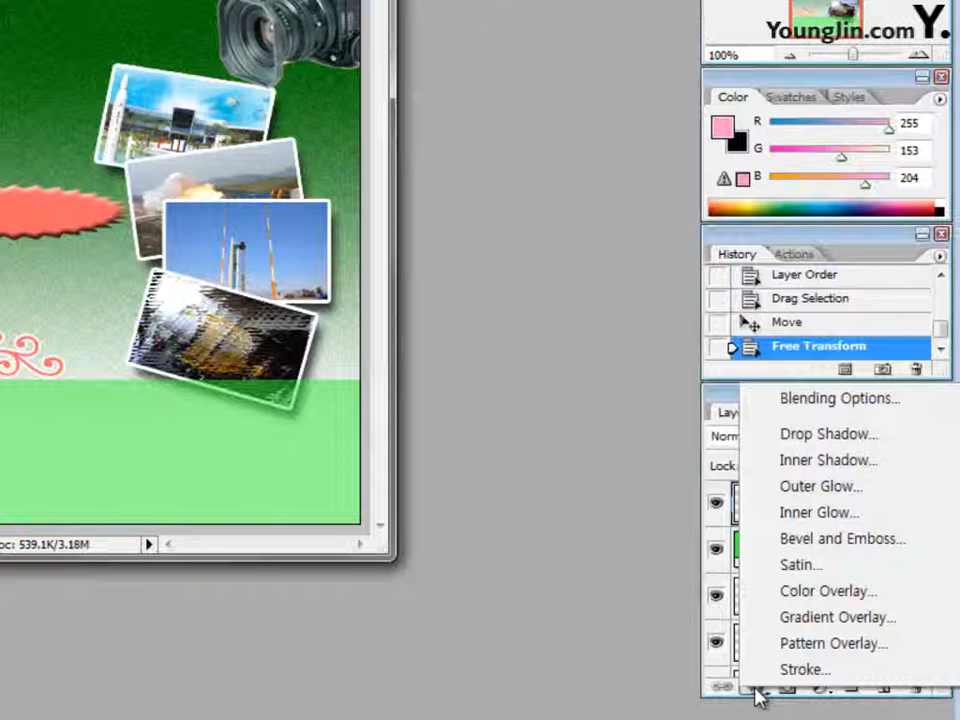 YoungJin.com Y.
100%
Color Swatches Styles
R 255
G 153
B 204
History Actions
Layer Order
Drag Selection
Move
Free Transform
Blending Options...
Norm
Drop Shadow...
Lock
Inner Shadow...
Outer Glow...
Inner Glow...
Bevel and Emboss...
Satin...
Color Overlay...
Gradient Overlay...
Pattern Overlay...
Stroke...
oc: 539.1K/3.18M